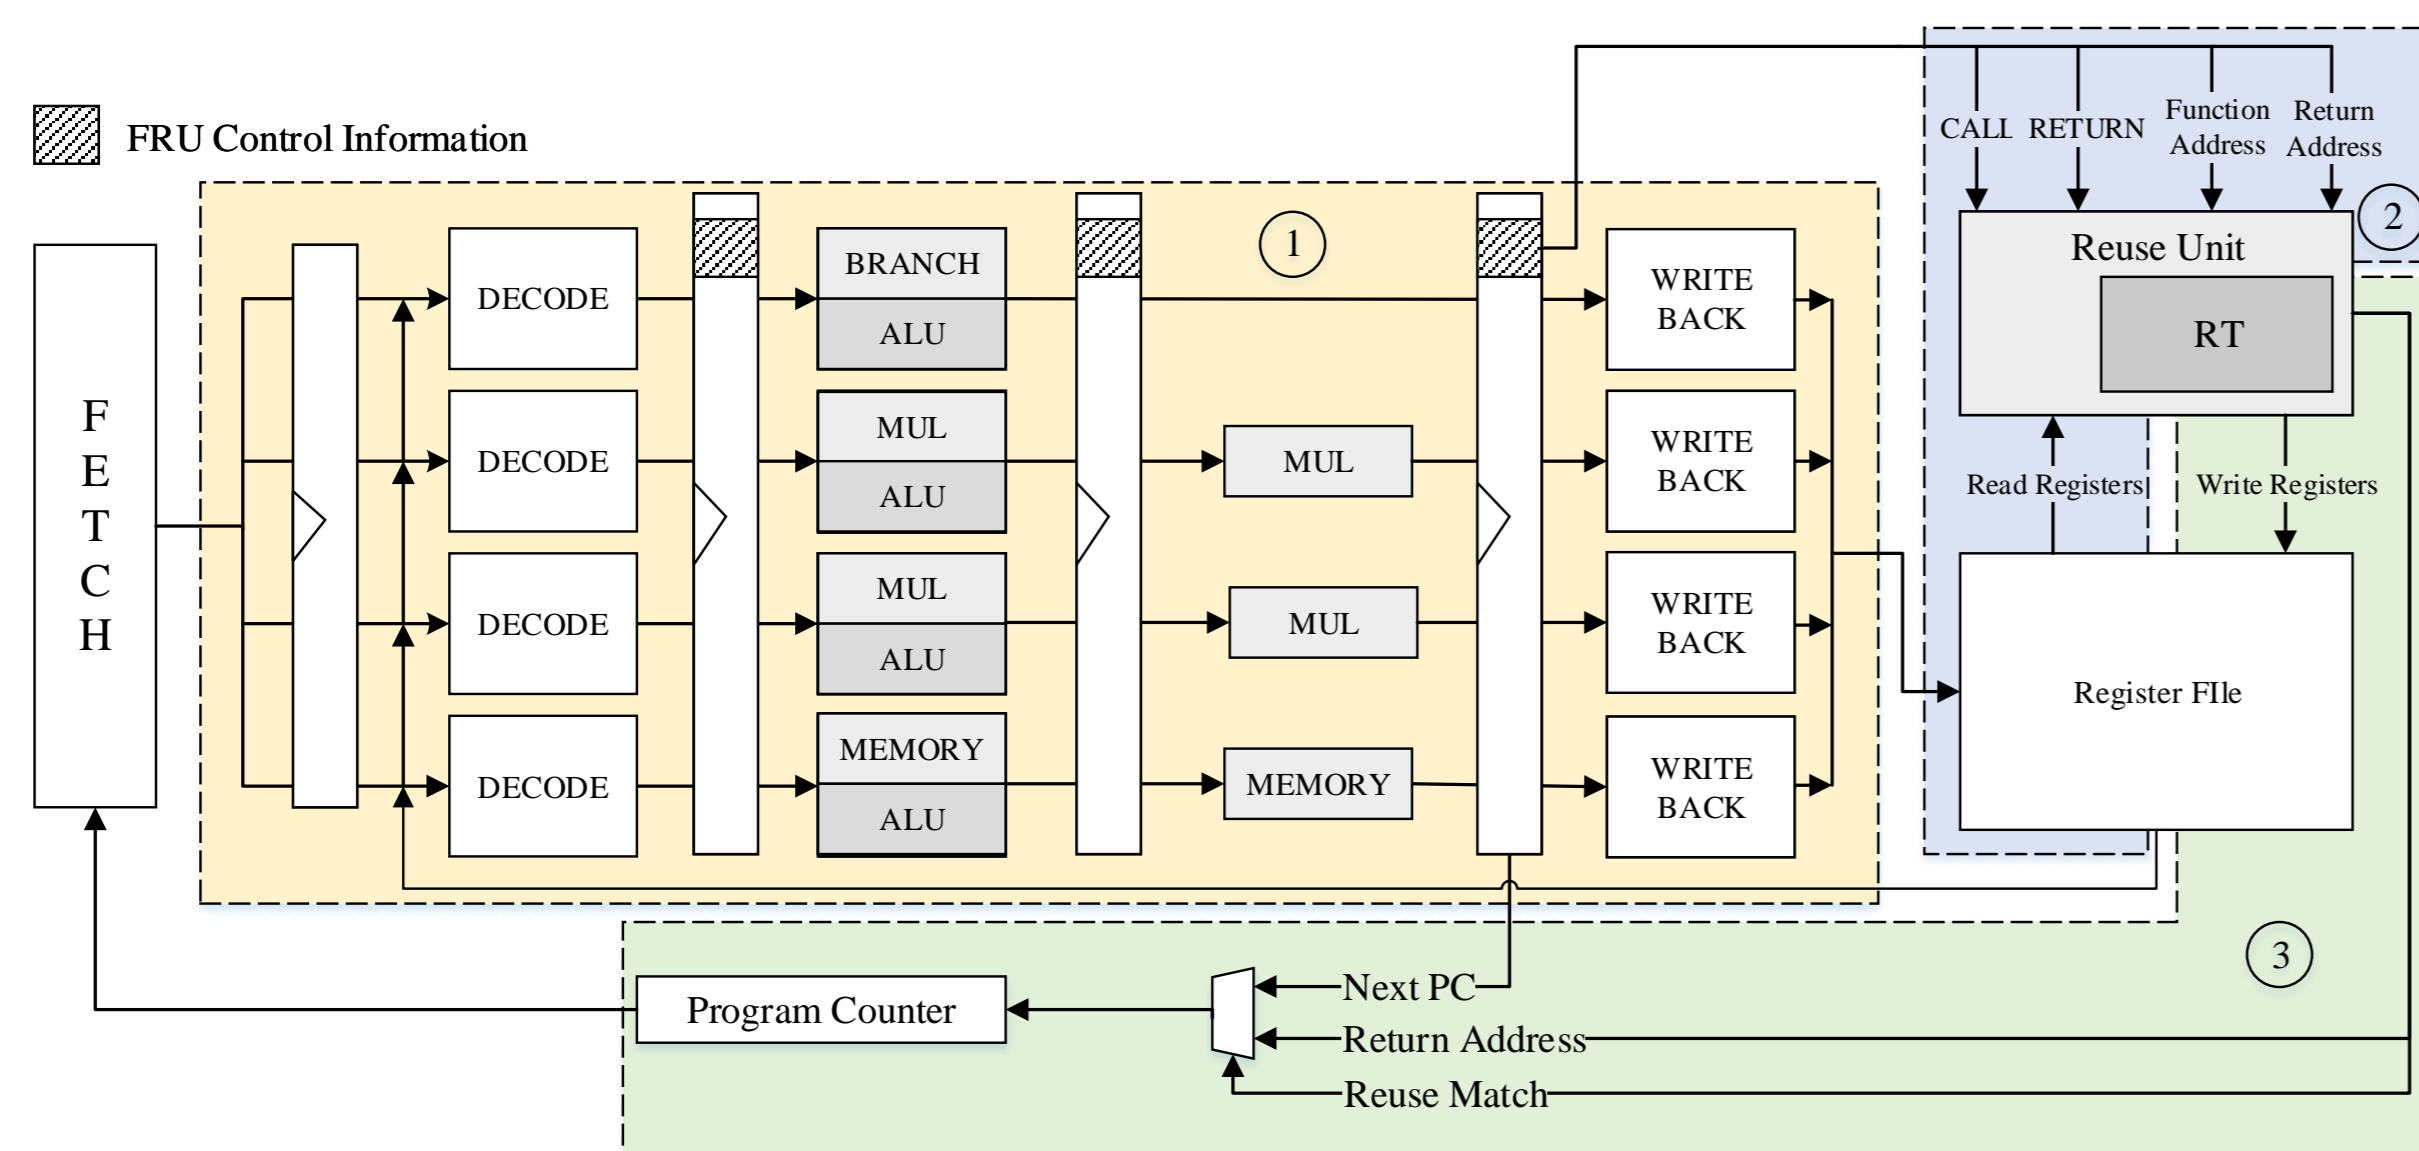 FRU Control Information
CALL
RETURN
Function
Address
Return
Address
1
2
Reuse Unit
RT
F
E
T
C
H
DECODE
BRANCH
ALU
WRITE
BACK
DECODE
MUL
ALU
MUL
WRITE
BACK
Read Registers
Write Registers
DECODE
MUL
ALU
MUL
WRITE
BACK
DECODE
MEMORY
ALU
MEMORY
WRITE
BACK
Register FIle
3
Program Counter
Next PC
Return Address
Reuse Match